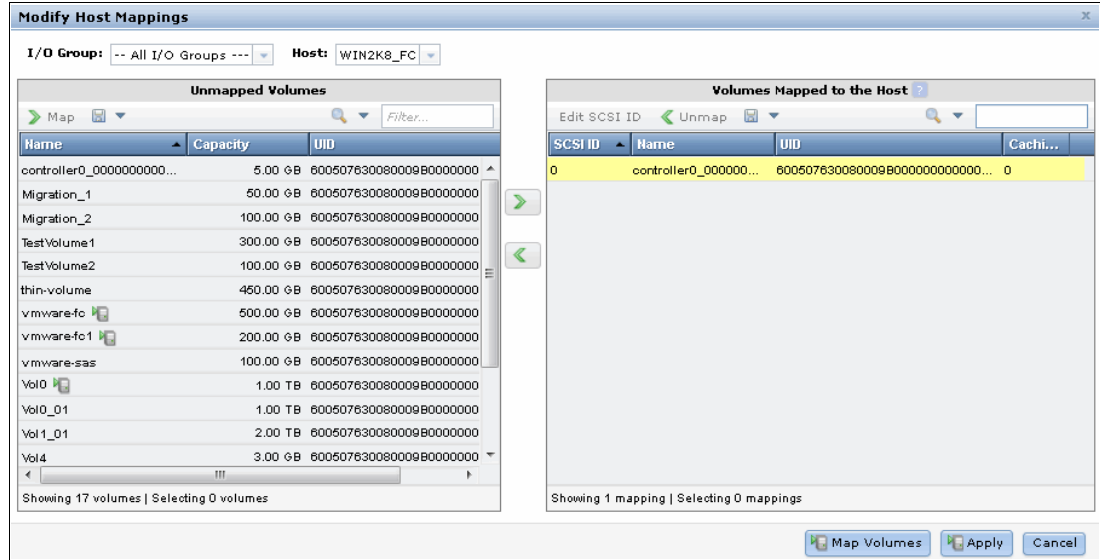 Modify Host Mappings x
I/O Group: -- All I/O Groups --- Host: WIN2K8_FC
Unmapped Volumes
Map Filter...
Name Capacity UID
controller0_0000000000... 5.00 GB 600507630080009B0000000
Migration_1 50.00 GB 600507630080009B0000000
Migration_2 100.00 GB 600507630080009B0000000
TestVolume1 300.00 GB 600507630080009B0000000
TestVolume2 100.00 GB 600507630080009B0000000
thin-volume 450.00 GB 600507630080009B0000000
vmware-fc 500.00 GB 600507630080009B0000000
vmware-fc1 200.00 GB 600507630080009B0000000
vmware-sas 100.00 GB 600507630080009B0000000
Vol0 1.00 TB 600507630080009B0000000
Vol0_01 1.00 TB 600507630080009B0000000
Vol1_01 2.00 TB 600507630080009B0000000
Vol4 3.00 GB 600507630080009B0000000
Showing 17 volumes | Selecting 0 volumes
Volumes Mapped to the Host ?
Edit SCSI ID Unmap
SCSI ID Name UID Cachi...
0 controller0_000000... 600507630080009B000000000000... 0
Showing 1 mapping | Selecting 0 mappings
Map Volumes Apply Cancel